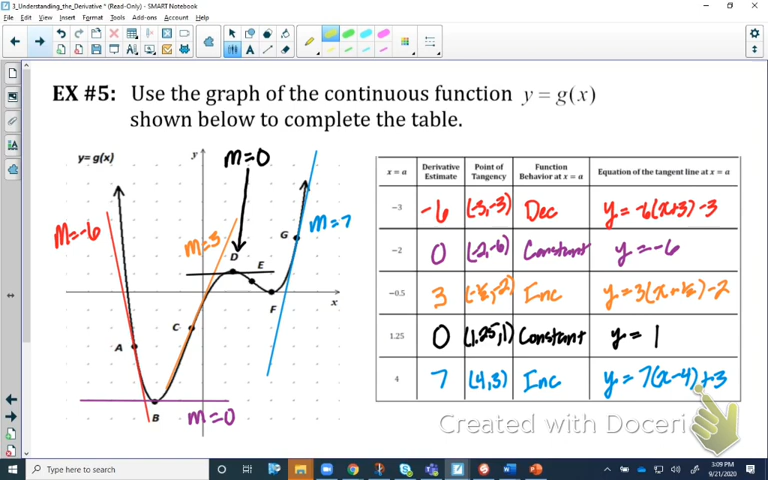 3_Understanding_the_Derivative * (Read-Only) - SMART Notebook
File Edit View Insert Format Tools Add-ons Help
EX #5: Use the graph of the continuous function y = g(x)
shown below to complete the table.
y = g(x)
y
m=0
m=-6
m=3
m=7
D
E
G
x
F
C
A
B
m=0
x = a Derivative Estimate Point of Tangency Function Behavior at x = a Equation of the tangent line at x = a
-3 -6 (-3,-3) Dec y=-6(x+3)-3
-2 0 (-2,-6) Constant y=-6
-0.5 3 (-½,-2) Inc y=3(x+½)-2
1.25 0 (1.25,1) Constant y=1
4 7 (4,3) Inc y=7(x-4)+3
Created with Doceri
Type here to search
3:09 PM
9/21/2020